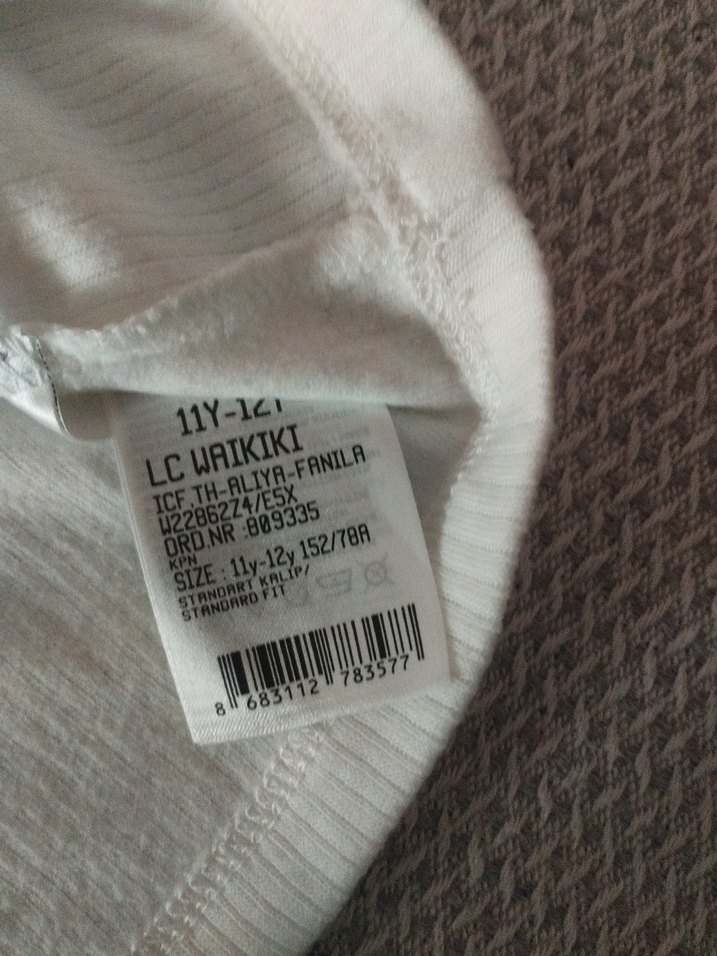 11Y-12Y
LC WAIKIKI
ICF.TH-ALIYA-FANILA
W22862Z4/E5X
ORD.NR :809335
KPN
SIZE : 11y-12y 152/78A
STANDART KALIP/
STANDARD FIT
8 683112 783577